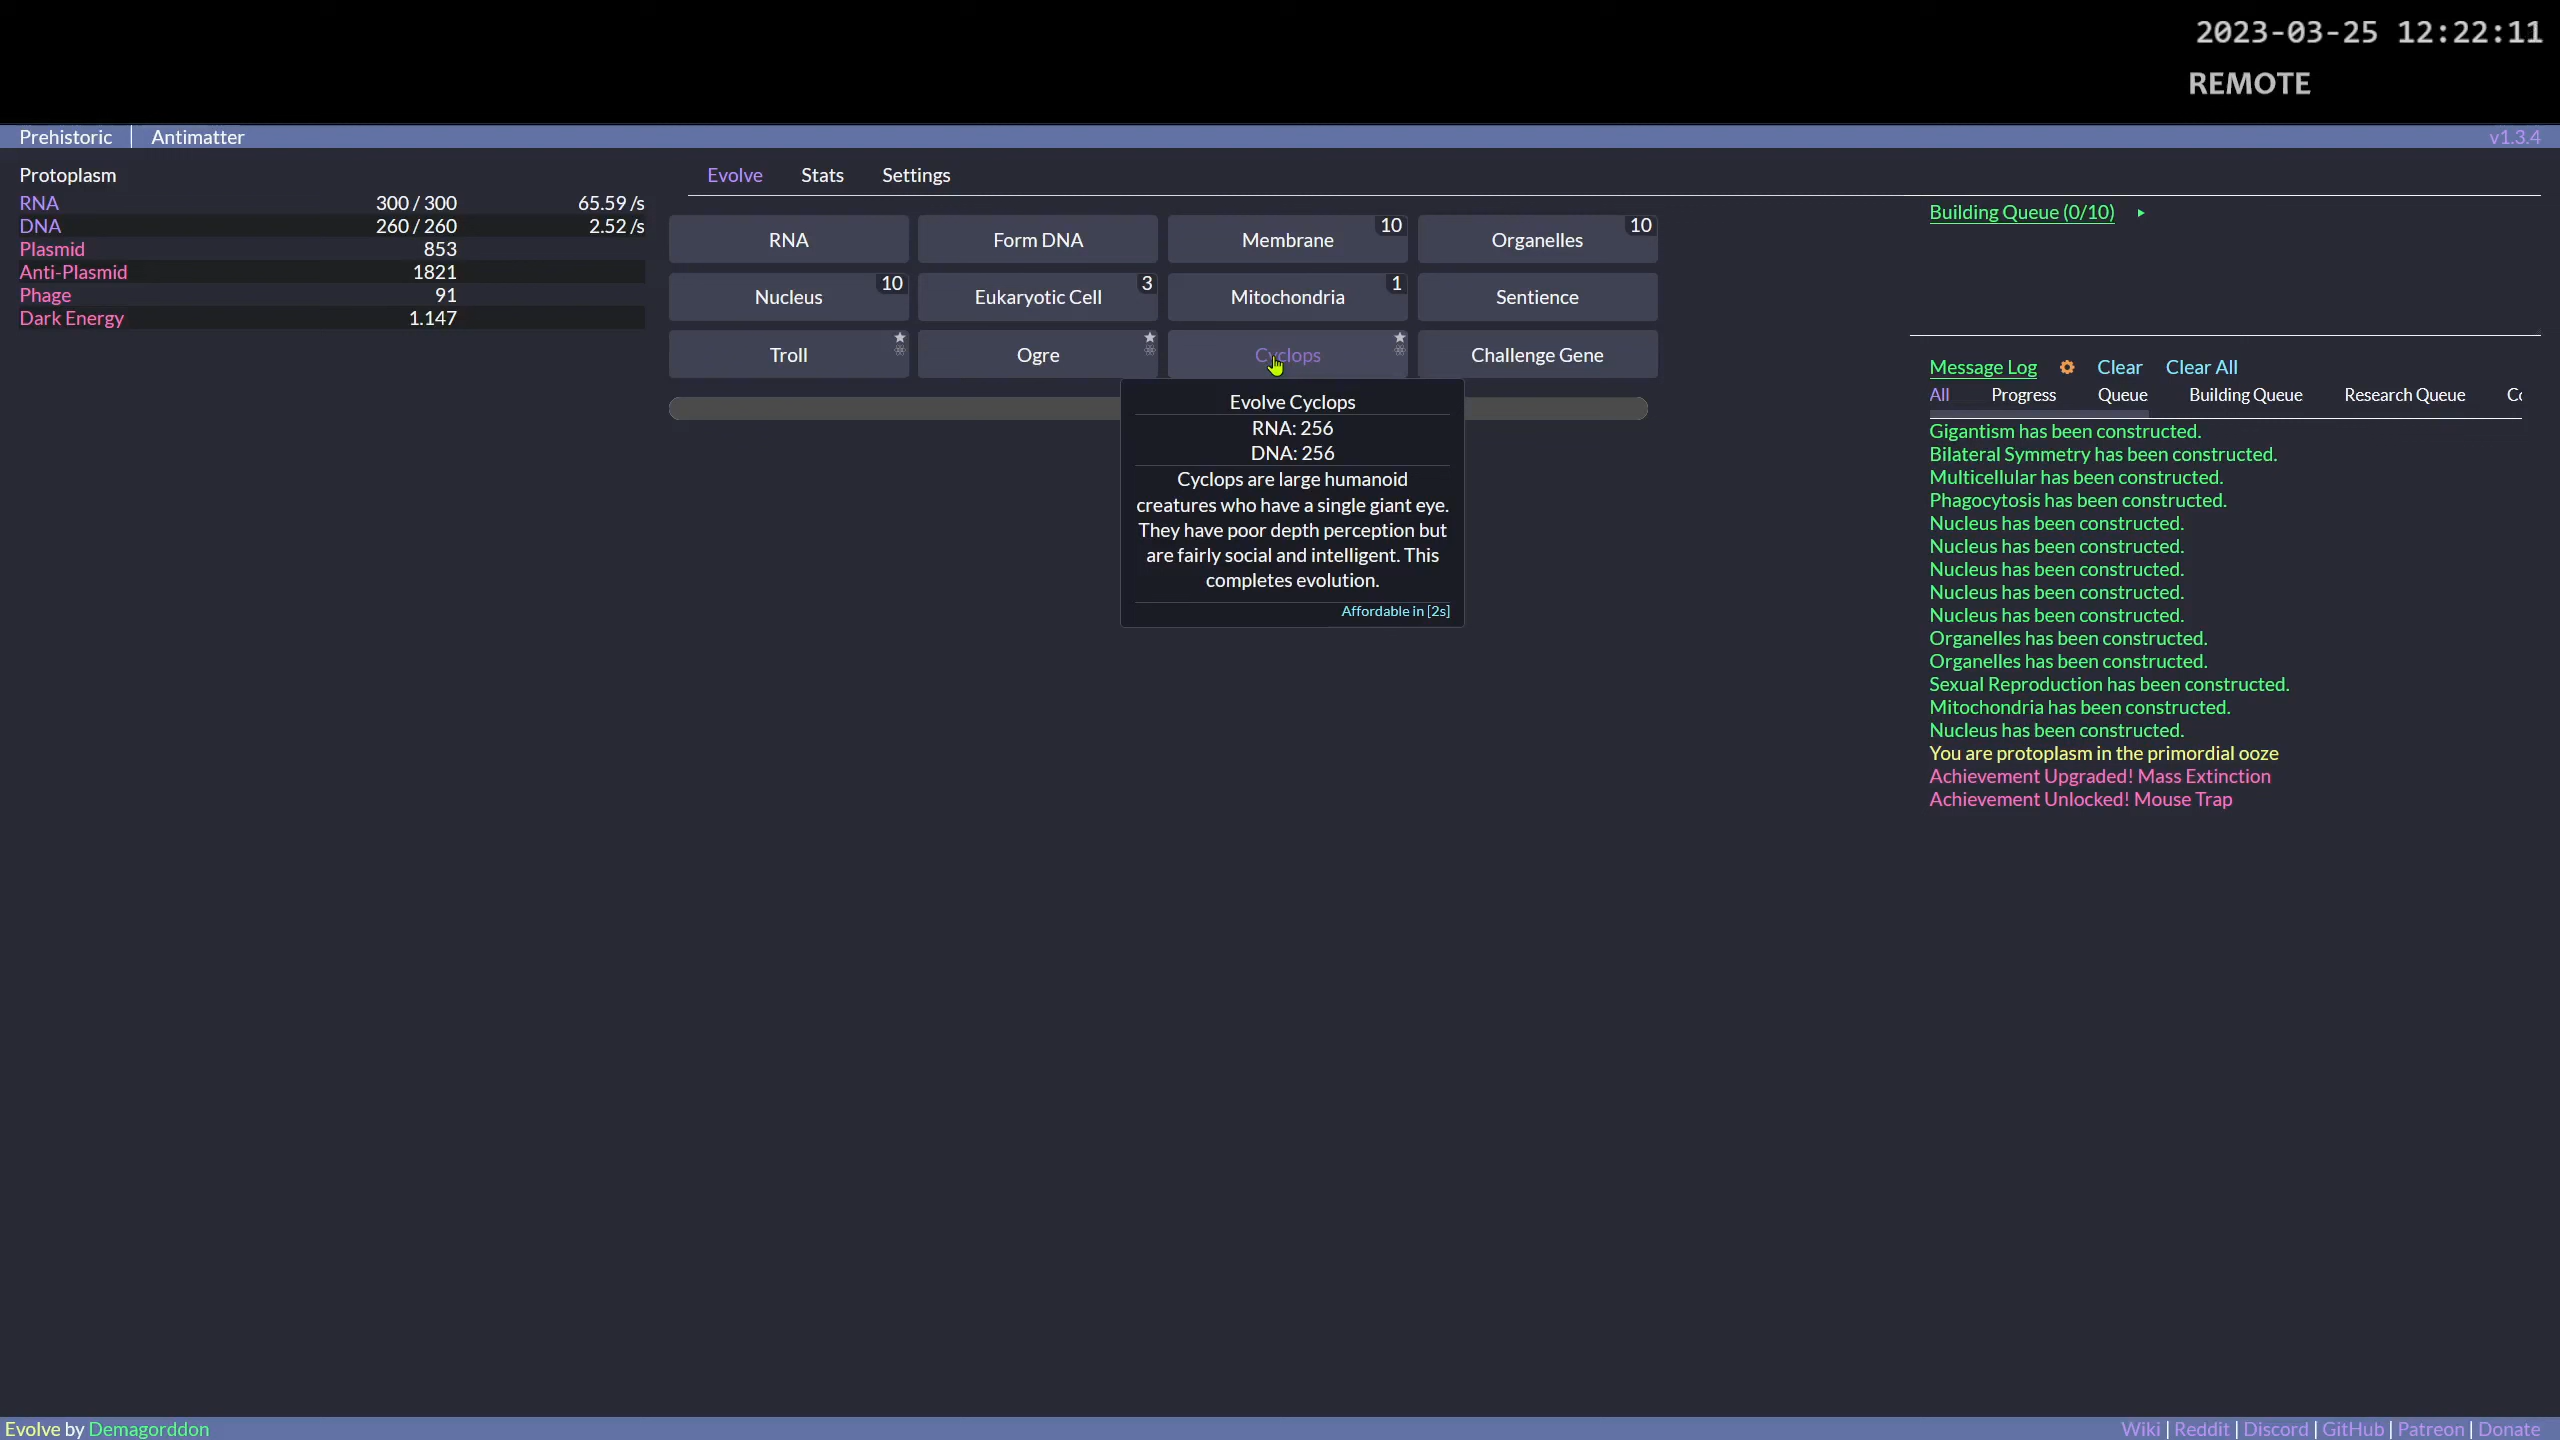 2023-03-25 12:22:11
REMOTE
Prehistoric | Antimatter
v1.3.4
Protoplasm
RNA 300 / 300 65.59 /s
DNA 260 / 260 2.52 /s
Plasmid 853
Anti-Plasmid 1821
Phage 91
Dark Energy 1.147
Evolve Stats Settings
RNA Form DNA Membrane 10 Organelles 10
Nucleus 10 Eukaryotic Cell 3 Mitochondria 1 Sentience
Troll Ogre Cyclops Challenge Gene
Evolve Cyclops
RNA: 256
DNA: 256
Cyclops are large humanoid
creatures who have a single giant eye.
They have poor depth perception but
are fairly social and intelligent. This
completes evolution.
Affordable in [2s]
Building Queue (0/10)
Message Log Clear Clear All
All Progress Queue Building Queue Research Queue
Gigantism has been constructed.
Bilateral Symmetry has been constructed.
Multicellular has been constructed.
Phagocytosis has been constructed.
Nucleus has been constructed.
Nucleus has been constructed.
Nucleus has been constructed.
Nucleus has been constructed.
Nucleus has been constructed.
Organelles has been constructed.
Organelles has been constructed.
Sexual Reproduction has been constructed.
Mitochondria has been constructed.
Nucleus has been constructed.
You are protoplasm in the primordial ooze
Achievement Upgraded! Mass Extinction
Achievement Unlocked! Mouse Trap
Evolve by Demagorddon
Wiki | Reddit | Discord | GitHub | Patreon | Donate